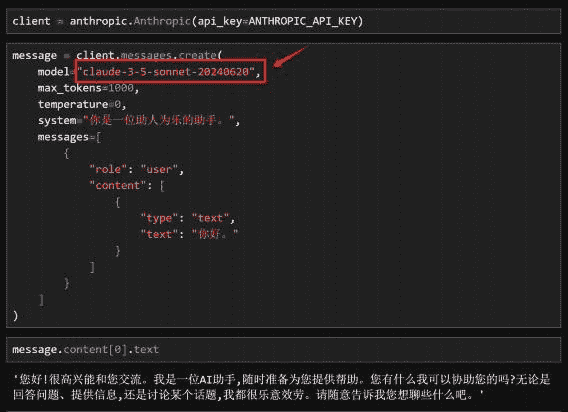 client = anthropic.Anthropic(api_key=ANTHROPIC_API_KEY)
message = client.messages.create(
model="claude-3-5-sonnet-20240620",
max_tokens=1000,
temperature=0,
system="你是一位助人为乐的助手。",
messages=[
{
"role": "user",
"content": [
{
"type": "text",
"text": "你好。"
}
]
}
]
)
message.content[0].text
'您好!很高兴能和您交流。我是一位AI助手,随时准备为您提供帮助。您有什么我可以协助您的吗?无论是
回答问题、提供信息,还是讨论某个话题,我都很乐意效劳。请随意告诉我您想聊些什么吧。'